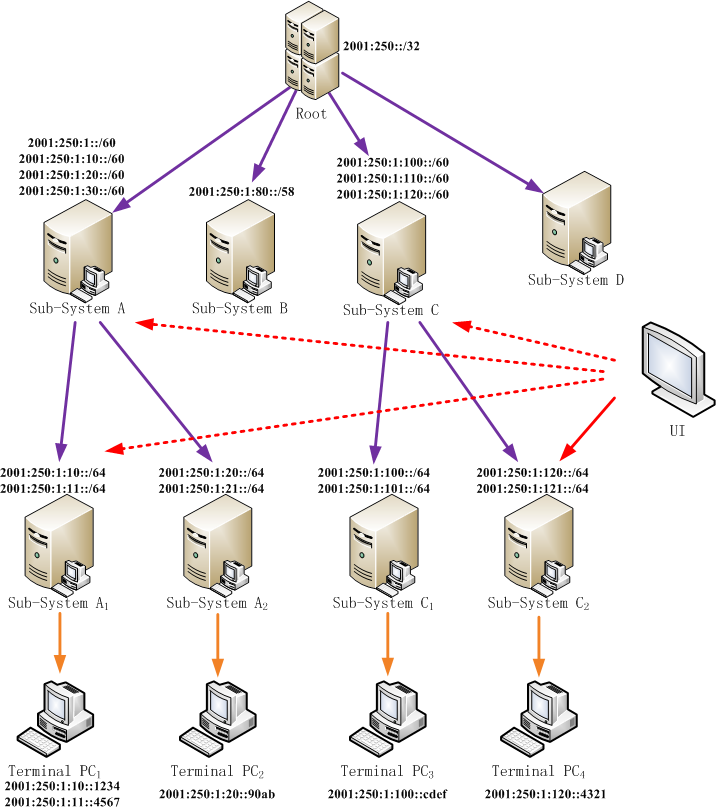 2001:250::/32
Root
2001:250:1::/60
2001:250:1:10::/60
2001:250:1:20::/60
2001:250:1:30::/60
2001:250:1:80::/58
2001:250:1:100::/60
2001:250:1:110::/60
2001:250:1:120::/60
Sub-System A
Sub-System B
Sub-System C
Sub-System D
UI
2001:250:1:10::/64
2001:250:1:11::/64
2001:250:1:20::/64
2001:250:1:21::/64
2001:250:1:100::/64
2001:250:1:101::/64
2001:250:1:120::/64
2001:250:1:121::/64
Sub-System A₁
Sub-System A₂
Sub-System C₁
Sub-System C₂
Terminal PC₁
2001:250:1:10::1234
2001:250:1:11::4567
Terminal PC₂
2001:250:1:20::90ab
Terminal PC₃
2001:250:1:100::cdef
Terminal PC₄
2001:250:1:120::4321